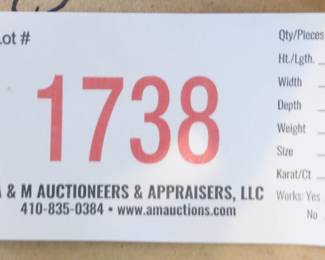 Lot #
1738
& M AUCTIONEERS & APPRAISERS, LLC
410-835-0384 • www.amauctions.com
Qty/Pieces
Ht./Lgth.
Width
Depth
Weight
Size
Karat/Ct
Works: Yes
No